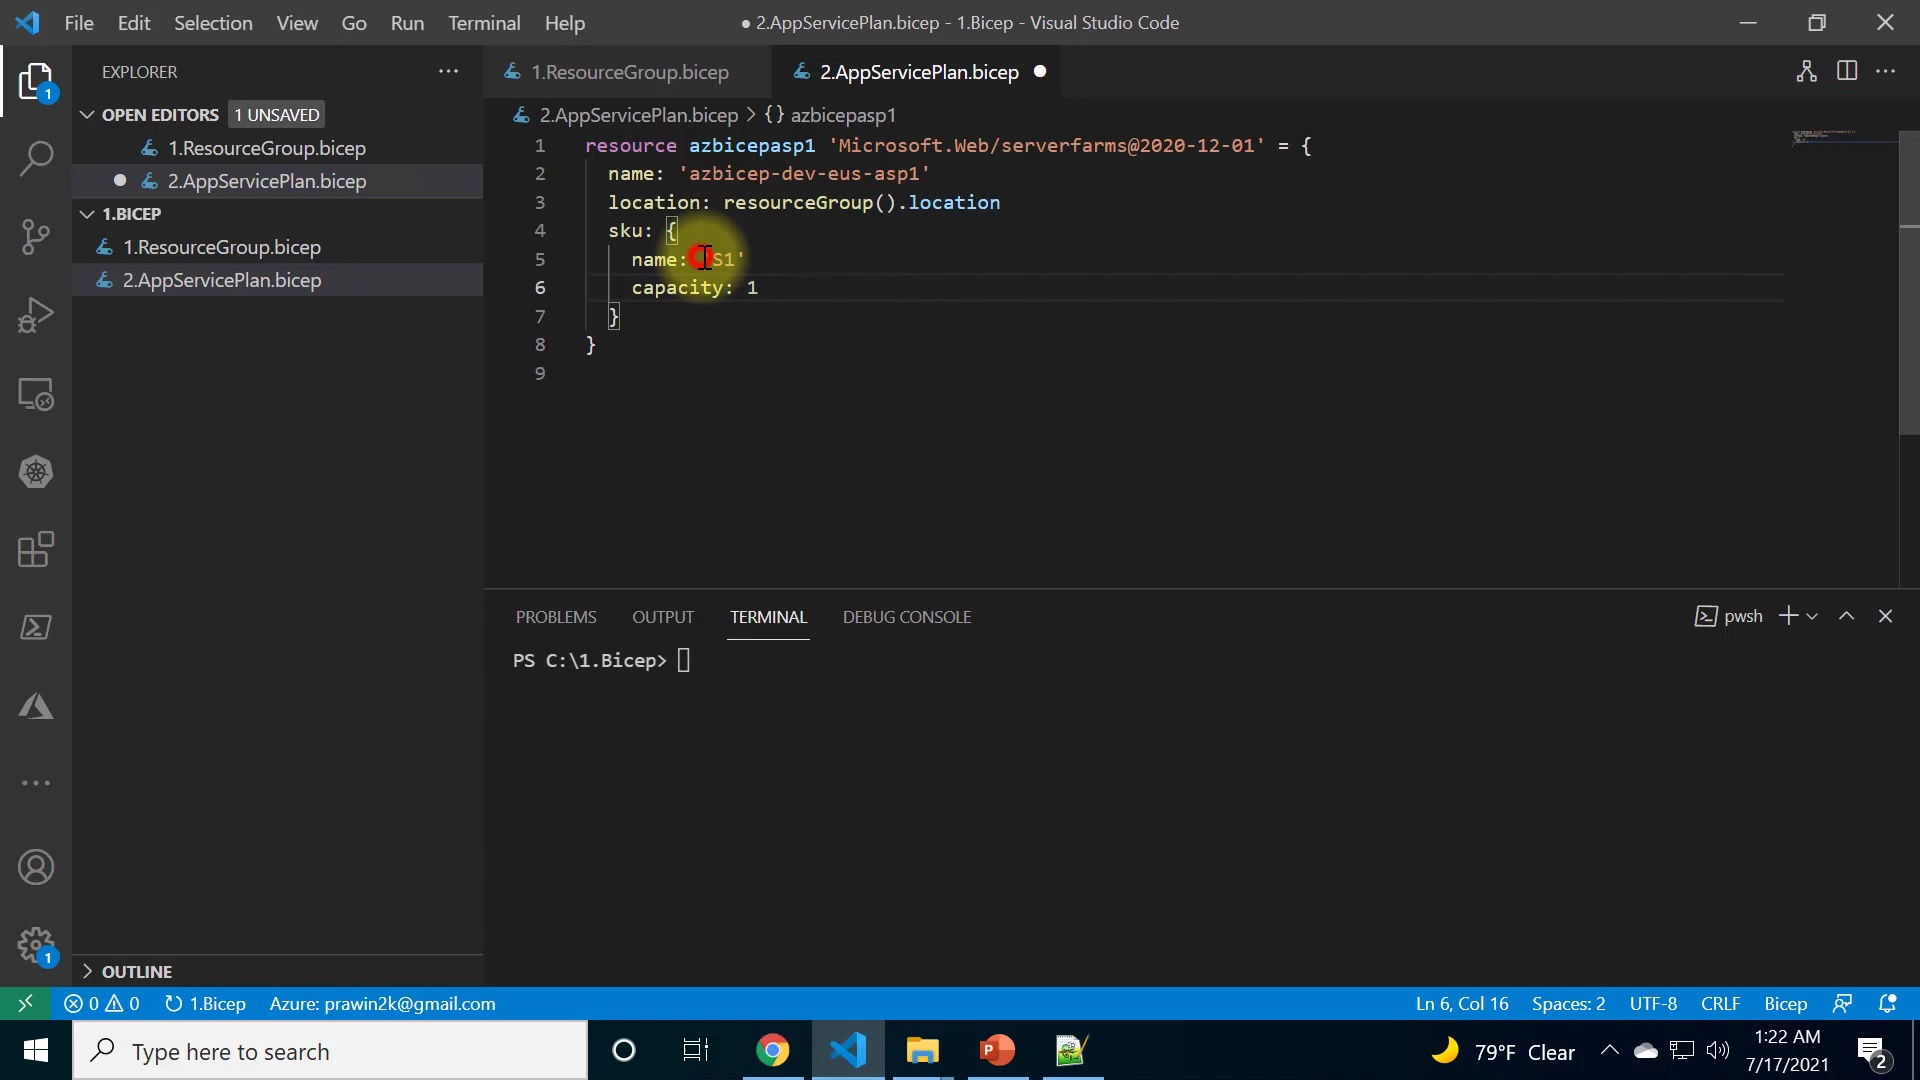 File Edit Selection View Go Run Terminal Help
● 2.AppServicePlan.bicep - 1.Bicep - Visual Studio Code
EXPLORER
1
OPEN EDITORS 1 UNSAVED
1.ResourceGroup.bicep
2.AppServicePlan.bicep
1.BICEP
1.ResourceGroup.bicep
2.AppServicePlan.bicep
OUTLINE
1
1.ResourceGroup.bicep 2.AppServicePlan.bicep
2.AppServicePlan.bicep > {} azbicepasp1
1 resource azbicepasp1 'Microsoft.Web/serverfarms@2020-12-01' = {
2 name: 'azbicep-dev-eus-asp1'
3 location: resourceGroup().location
4 sku: {
5 name: 'S1'
6 capacity: 1
7 }
8 }
9
PROBLEMS OUTPUT TERMINAL DEBUG CONSOLE
pwsh
PS C:\1.Bicep>
0 0 1.Bicep Azure: prawin2k@gmail.com
Ln 6, Col 16 Spaces: 2 UTF-8 CRLF Bicep
Type here to search
79°F Clear
1:22 AM
7/17/2021
2